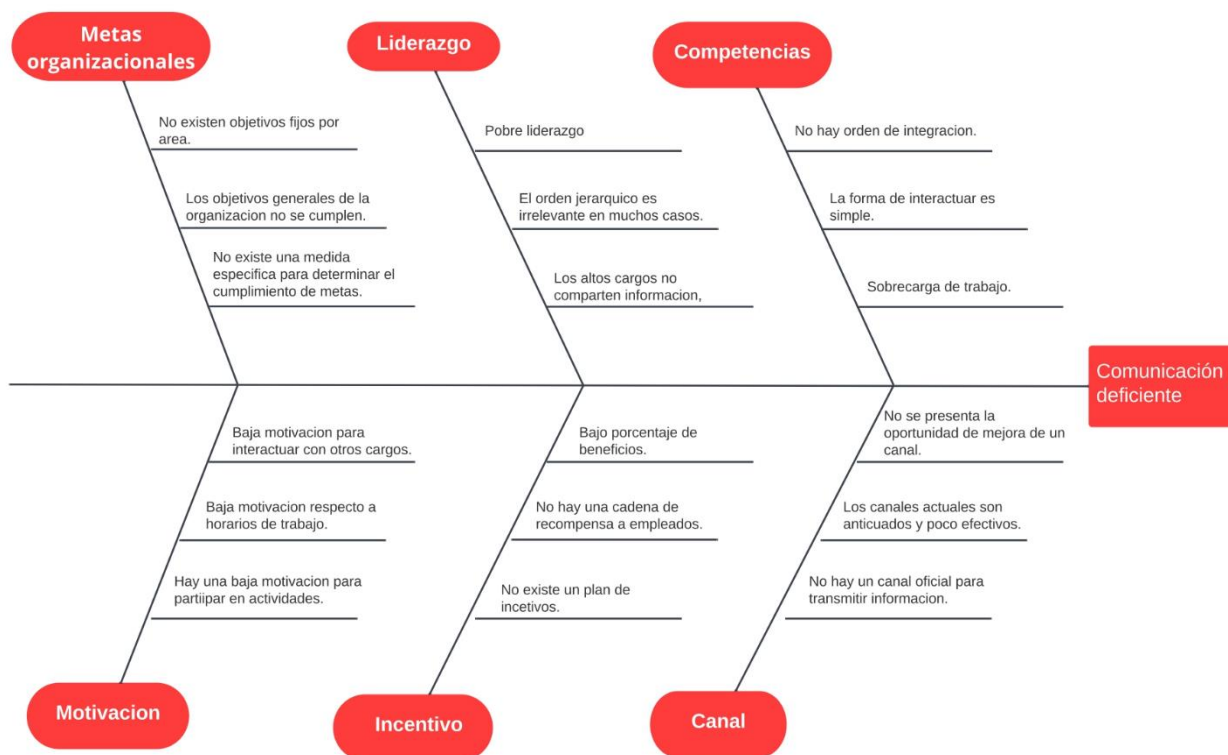 Metas
organizacionales
Liderazgo
Competencias
No existen objetivos fijos por
area.
Los objetivos generales de la
organizacion no se cumplen.
No existe una medida
especifica para determinar el
cumplimiento de metas.
Pobre liderazgo
El orden jerarquico es
irrelevante en muchos casos.
Los altos cargos no
comparten informacion,
No hay orden de integracion.
La forma de interactuar es
simple.
Sobrecarga de trabajo.
Comunicación
deficiente
Baja motivacion para
interactuar con otros cargos.
Baja motivacion respecto a
horarios de trabajo.
Hay una baja motivacion para
partiipar en actividades.
Bajo porcentaje de
beneficios.
No hay una cadena de
recompensa a empleados.
No existe un plan de
incetivos.
No se presenta la
oportunidad de mejora de un
canal.
Los canales actuales son
anticuados y poco efectivos.
No hay un canal oficial para
transmitir informacion.
Motivacion
Incentivo
Canal